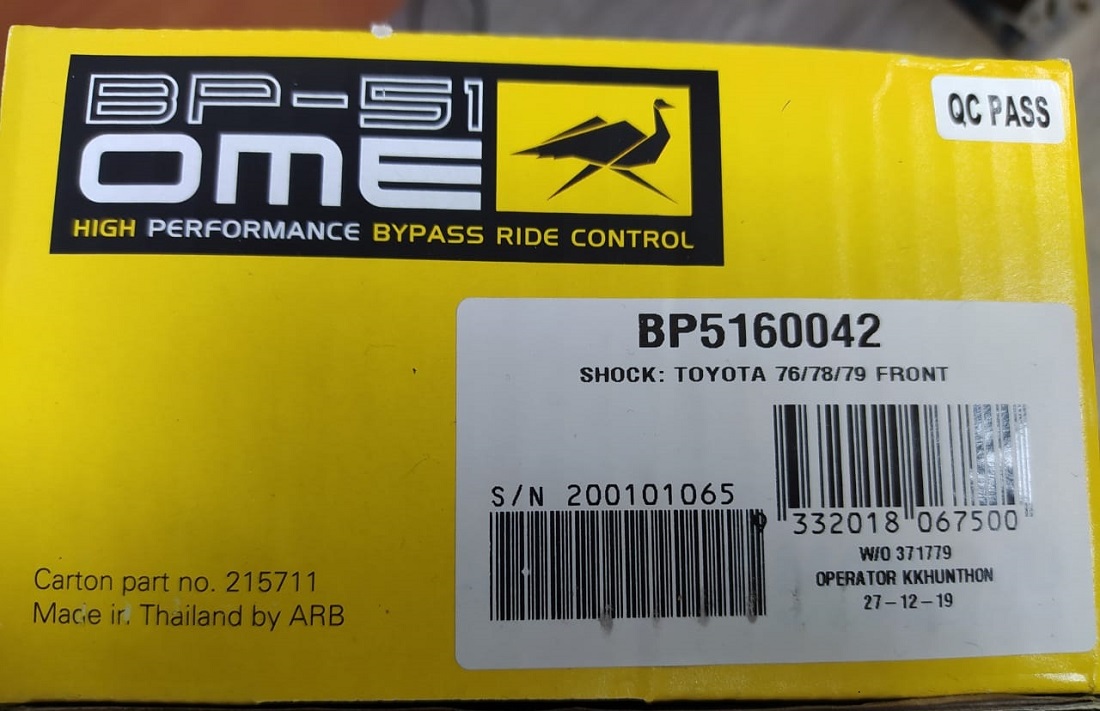 BP-51
OME
HIGH PERFORMANCE BYPASS RIDE CONTROL
QC PASS
BP5160042
SHOCK: TOYOTA 76/78/79 FRONT
S/N 200101065
9 332018 067500
W/O 371779
OPERATOR KKHUNTHON
27-12-19
Carton part no. 215711
Made in Thailand by ARB